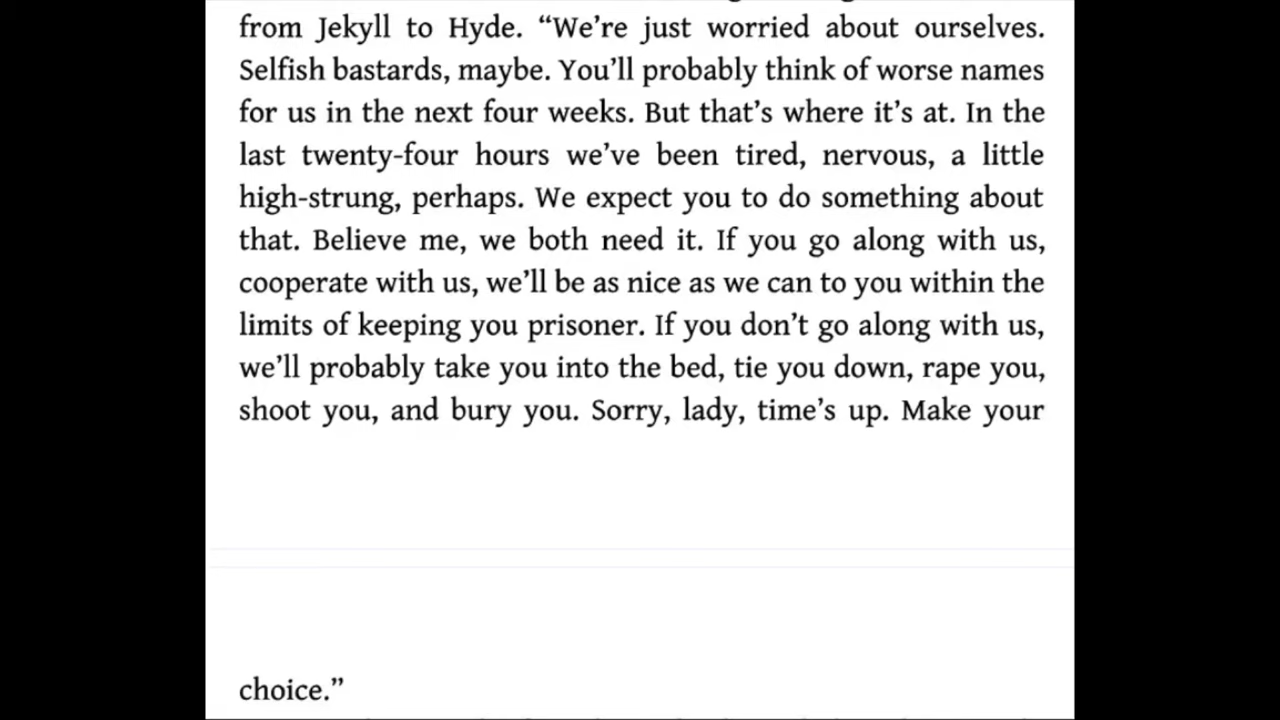 from Jekyll to Hyde. “We’re just worried about ourselves.
Selfish bastards, maybe. You’ll probably think of worse names
for us in the next four weeks. But that’s where it’s at. In the
last twenty-four hours we’ve been tired, nervous, a little
high-strung, perhaps. We expect you to do something about
that. Believe me, we both need it. If you go along with us,
cooperate with us, we’ll be as nice as we can to you within the
limits of keeping you prisoner. If you don’t go along with us,
we’ll probably take you into the bed, tie you down, rape you,
shoot you, and bury you. Sorry, lady, time’s up. Make your
choice.”